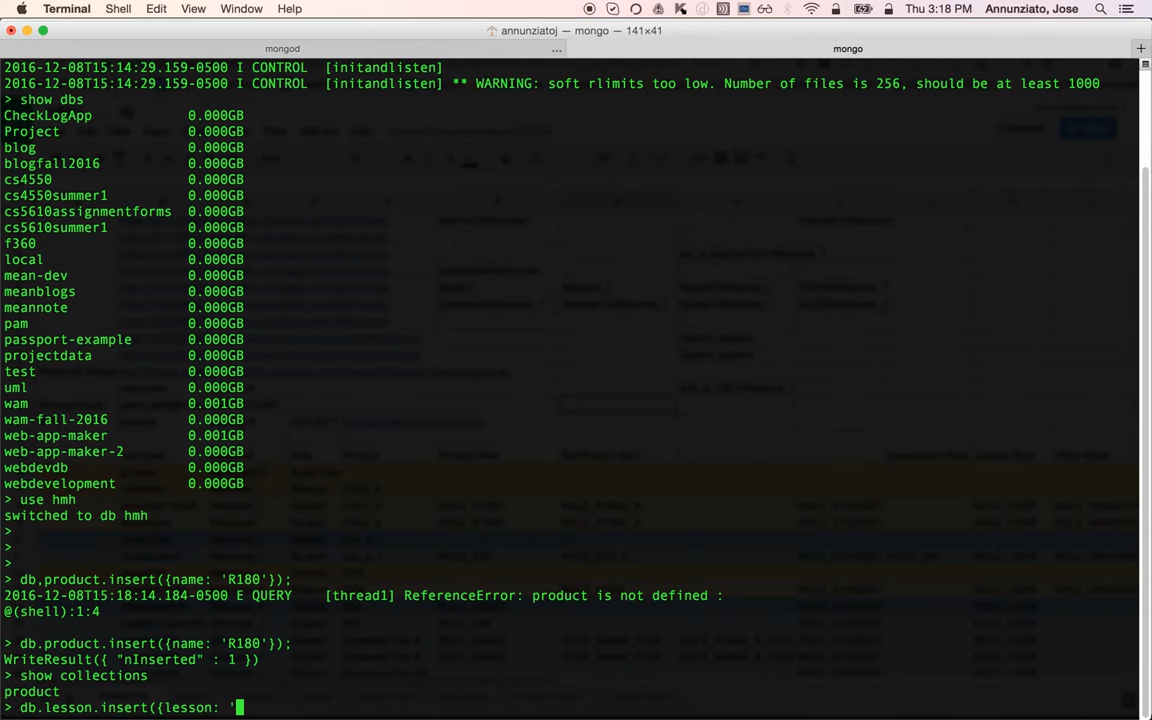 Terminal Shell Edit View Window Help Thu 3:18 PM Annunziato, Jose
annunziatoj — mongo — 141×41
mongod ... mongo +
2016-12-08T15:14:29.159-0500 I CONTROL  [initandlisten]
2016-12-08T15:14:29.159-0500 I CONTROL  [initandlisten] ** WARNING: soft rlimits too low. Number of files is 256, should be at least 1000
> show dbs
CheckLogApp 0.000GB
Project 0.000GB
blog 0.000GB
blogfall2016 0.000GB
cs4550 0.000GB
cs4550summer1 0.000GB
cs5610assignmentforms 0.000GB
cs5610summer1 0.000GB
f360 0.000GB
local 0.000GB
mean-dev 0.000GB
meanblogs 0.000GB
meannote 0.000GB
pam 0.000GB
passport-example 0.000GB
projectdata 0.000GB
test 0.000GB
uml 0.000GB
wam 0.001GB
wam-fall-2016 0.000GB
web-app-maker 0.001GB
web-app-maker-2 0.000GB
webdevdb 0.000GB
webdevelopment 0.000GB
> use hmh
switched to db hmh
>
>
>
> db,product.insert({name: 'R180'});
2016-12-08T15:18:14.184-0500 E QUERY    [thread1] ReferenceError: product is not defined :
@(shell):1:4
> db.product.insert({name: 'R180'});
WriteResult({ "nInserted" : 1 })
> show collections
product
> db.lesson.insert({lesson: '